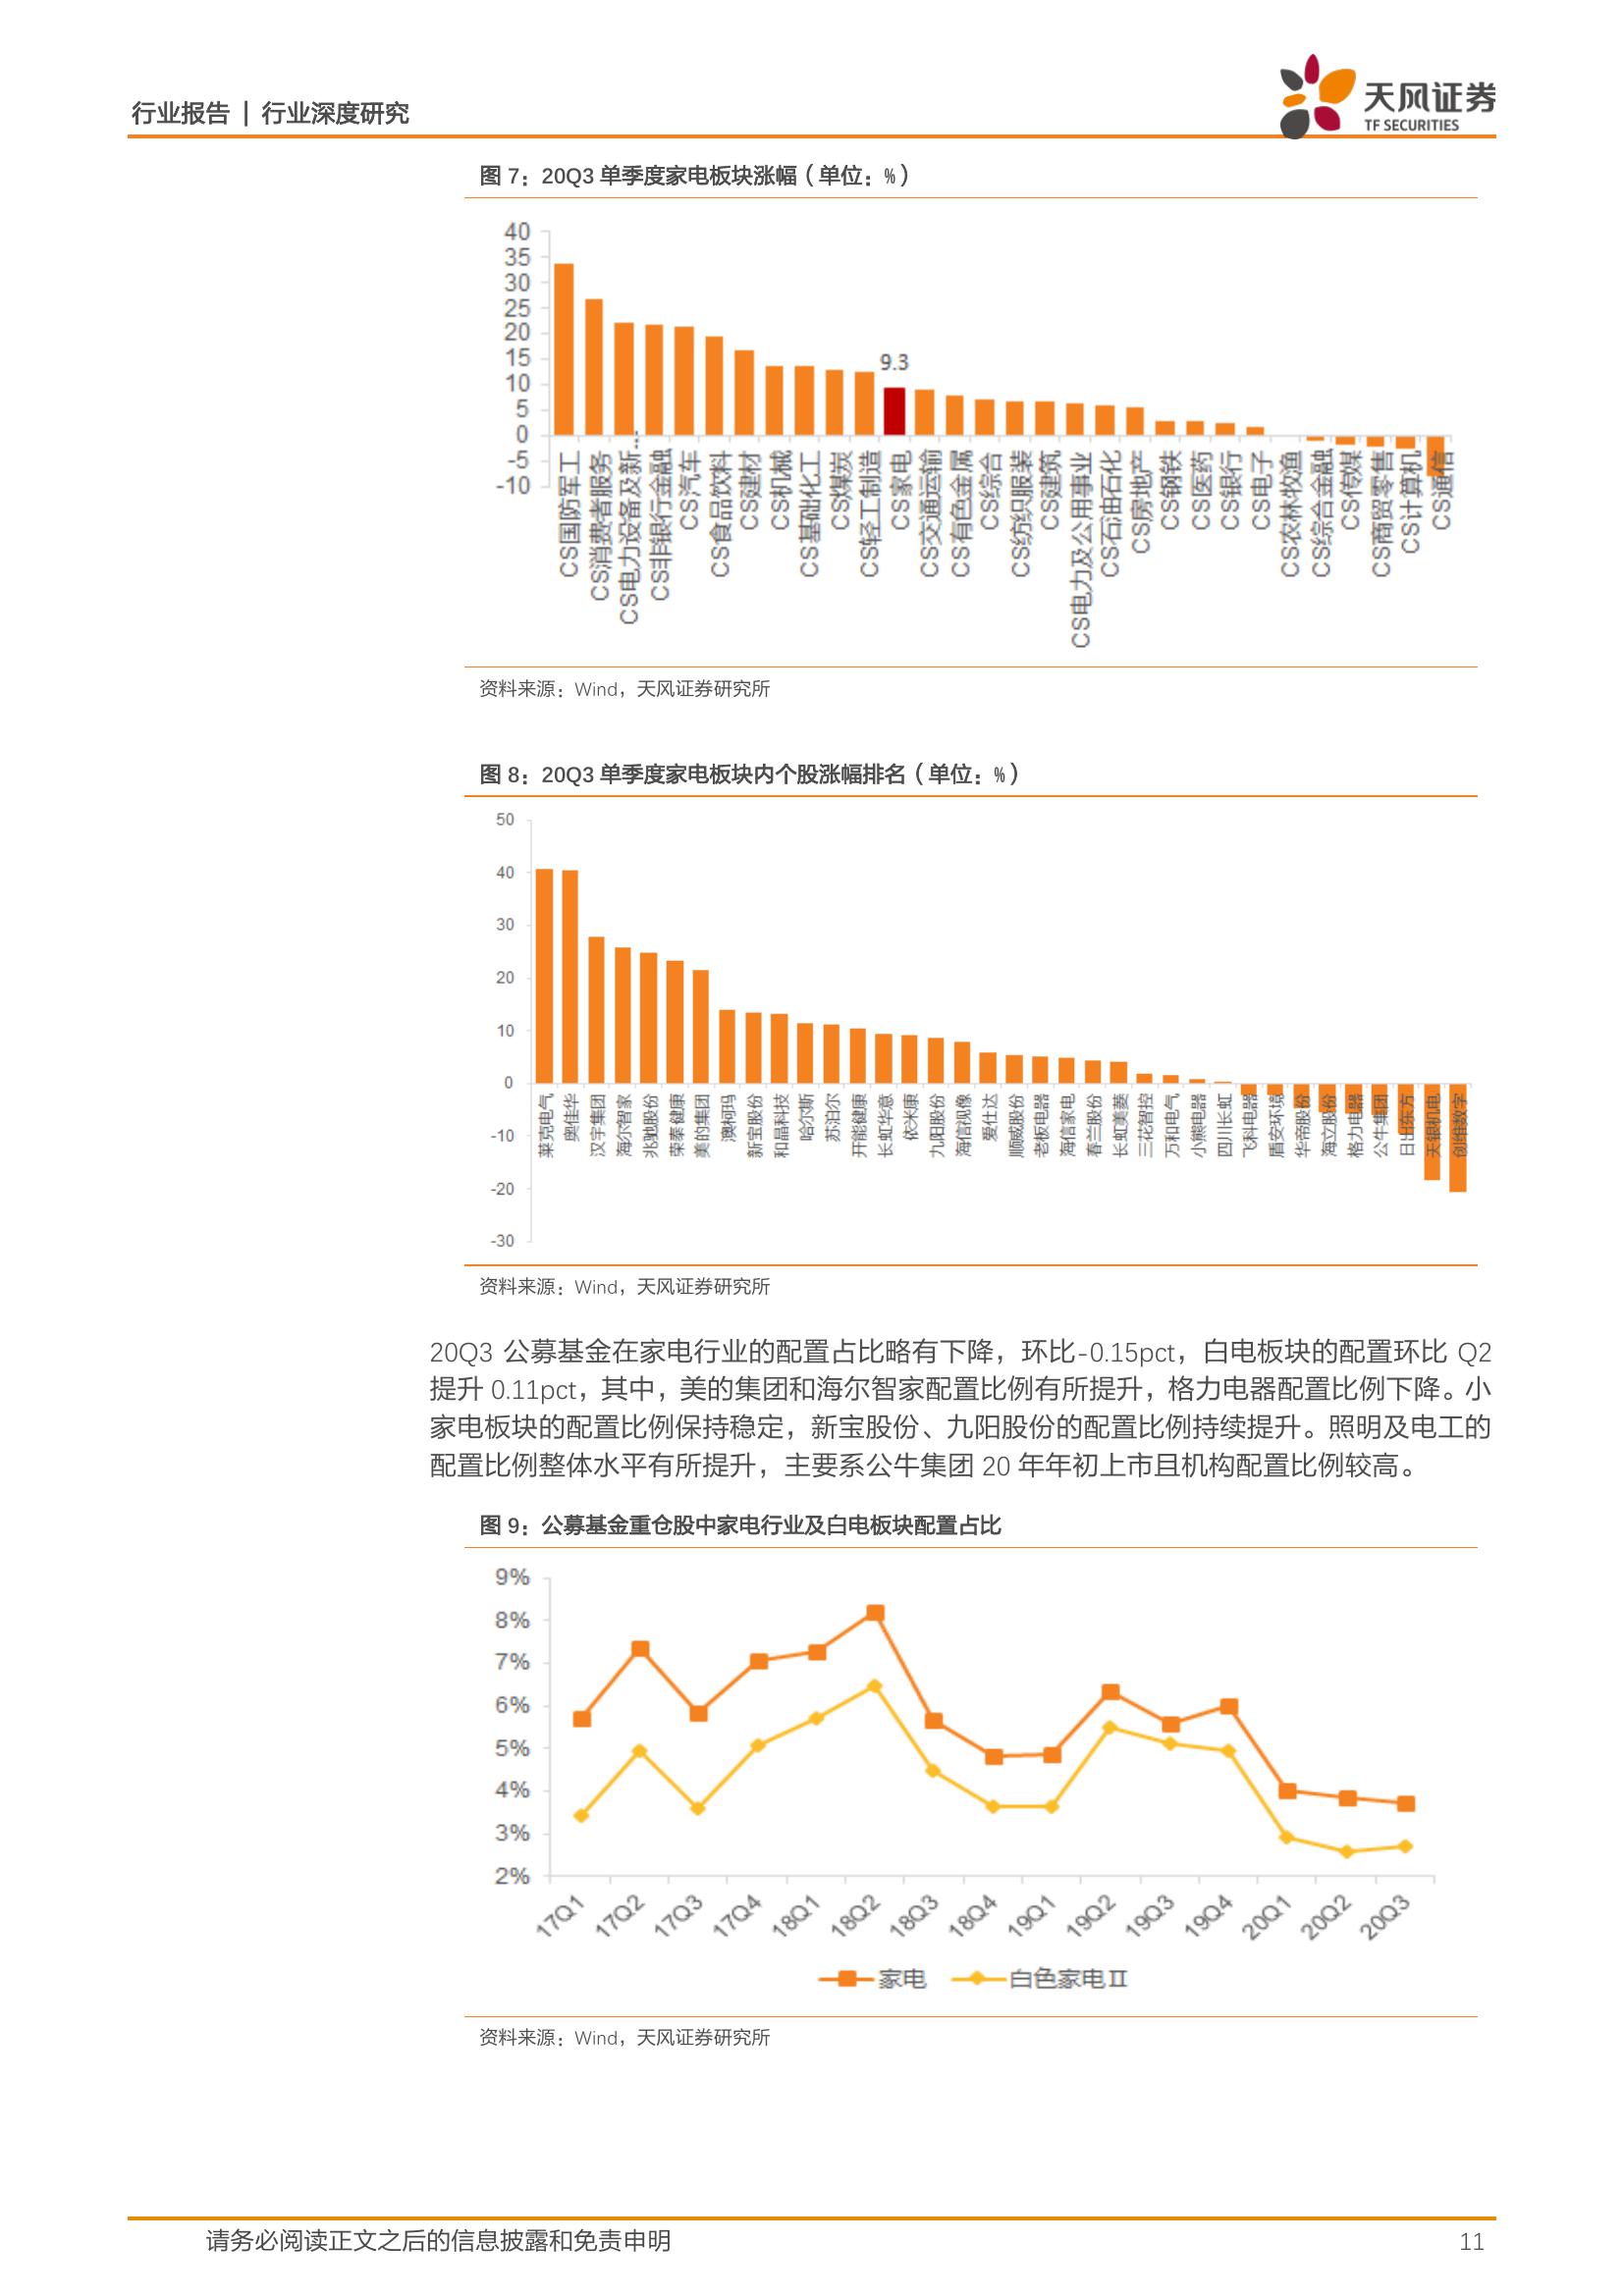 行业报告 | 行业深度研究
天风证券
TF SECURITIES
图 7：20Q3 单季度家电板块涨幅（单位：%）
40
35
30
25
20
15
10
5
0
-5
-10
9.3
CS国防军工
CS消费者服务
CS电力设备及新…
CS非银行金融
CS汽车
CS食品饮料
CS建材
CS机械
CS基础化工
CS煤炭
CS轻工制造
CS家电
CS交通运输
CS有色金属
CS综合
CS纺织服装
CS建筑
CS电力及公用事业
CS石油石化
CS房地产
CS钢铁
CS医药
CS银行
CS电子
CS农林牧渔
CS综合金融
CS传媒
CS商贸零售
CS计算机
CS通信
资料来源：Wind，天风证券研究所
图 8：20Q3 单季度家电板块内个股涨幅排名（单位：%）
50
40
30
20
10
0
-10
-20
-30
莱克电气
奥佳华
汉宇集团
海尔智家
兆驰股份
荣泰健康
美的集团
澳柯玛
新宝股份
和晶科技
哈尔斯
苏泊尔
开能健康
长虹华意
依米康
九阳股份
海信视像
爱仕达
顺威股份
老板电器
海信家电
春兰股份
长虹美菱
三花智控
万和电气
小熊电器
四川长虹
飞科电器
盾安环境
华帝股份
海立股份
格力电器
公牛集团
日出东方
天银机电
创维数字
资料来源：Wind，天风证券研究所
20Q3 公募基金在家电行业的配置占比略有下降，环比-0.15pct，白电板块的配置环比 Q2
提升 0.11pct，其中，美的集团和海尔智家配置比例有所提升，格力电器配置比例下降。小
家电板块的配置比例保持稳定，新宝股份、九阳股份的配置比例持续提升。照明及电工的
配置比例整体水平有所提升，主要系公牛集团 20 年年初上市且机构配置比例较高。
图 9：公募基金重仓股中家电行业及白电板块配置占比
9%
8%
7%
6%
5%
4%
3%
2%
17Q1
17Q2
17Q3
17Q4
18Q1
18Q2
18Q3
18Q4
19Q1
19Q2
19Q3
19Q4
20Q1
20Q2
20Q3
家电 白色家电Ⅱ
资料来源：Wind，天风证券研究所
请务必阅读正文之后的信息披露和免责申明 11